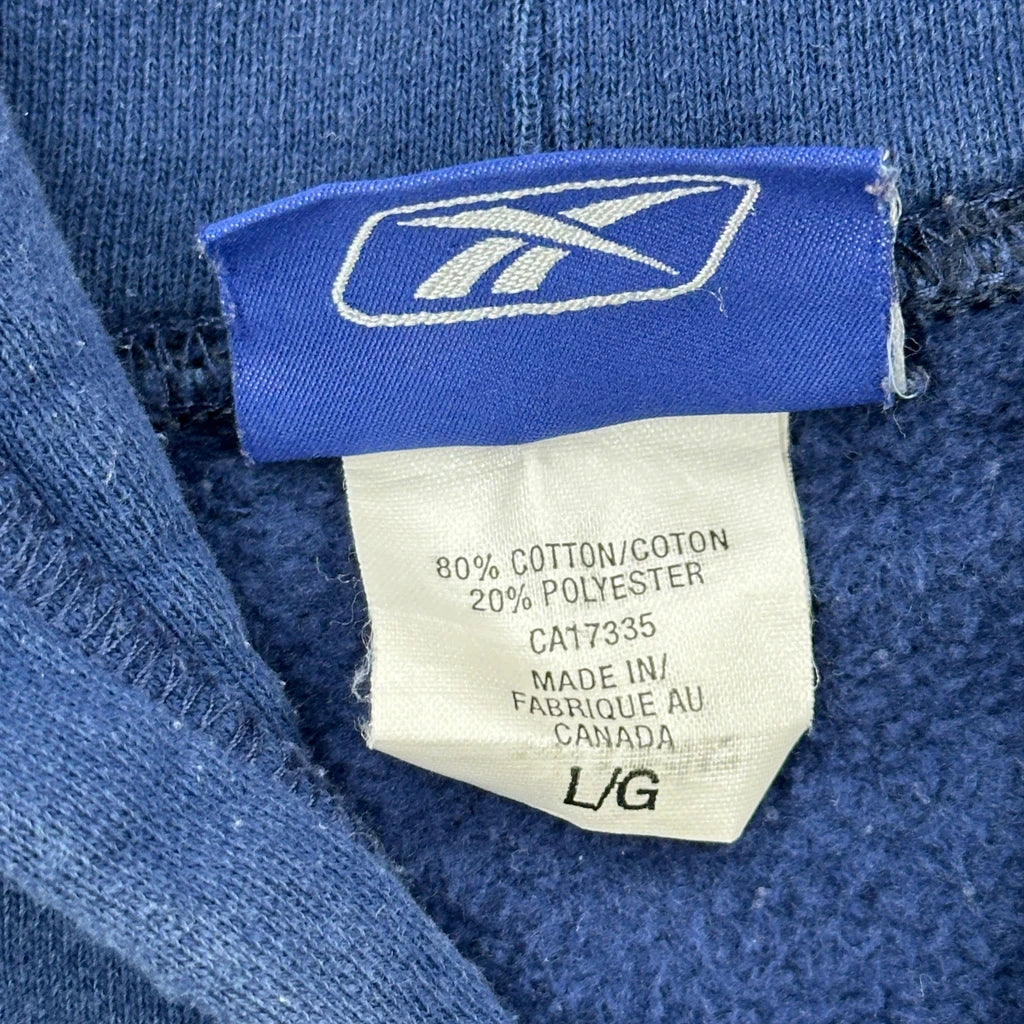 80% COTTON/COTON
20% POLYESTER
CA17335
MADE IN/
FABRIQUE AU
CANADA
L/G